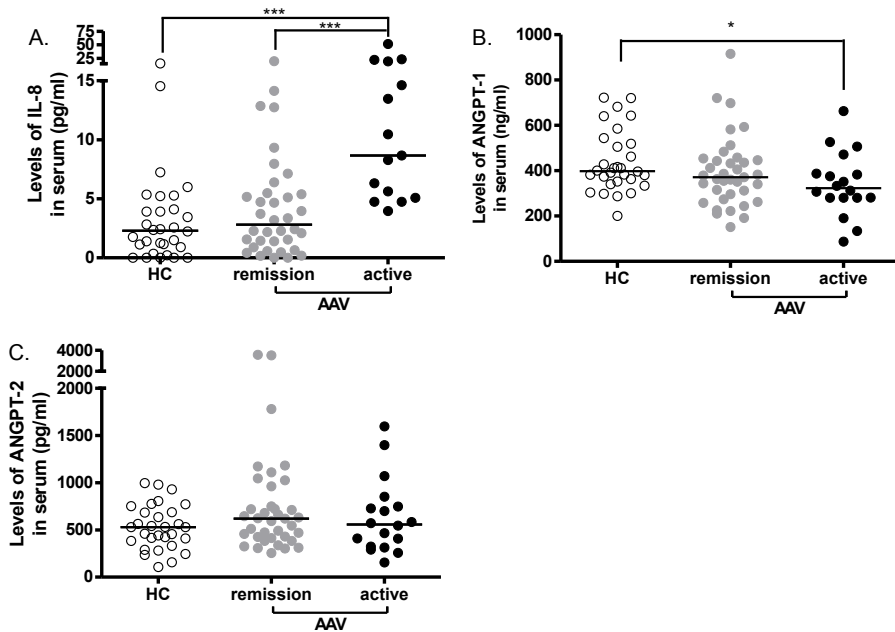 A.
***
***
Levels of IL-8
in serum (pg/ml)
75
50
25
15
10
5
0
HC
remission
active
AAV
B.
*
Levels of ANGPT-1
in serum (ng/ml)
1000
800
600
400
200
0
HC
remission
active
AAV
C.
Levels of ANGPT-2
in serum (pg/ml)
4000
2000
2000
1500
1000
500
0
HC
remission
active
AAV